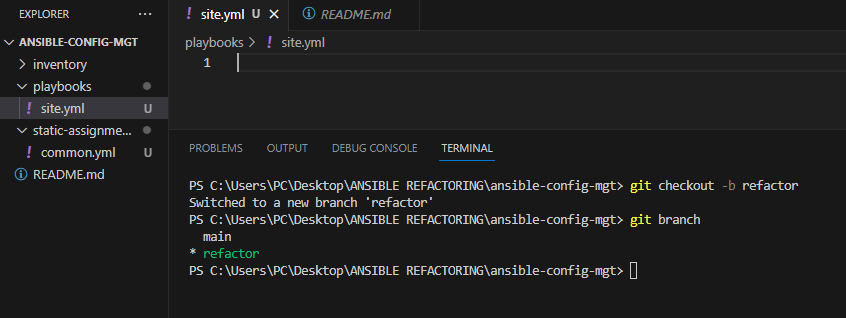 EXPLORER
ANSIBLE-CONFIG-MGT
inventory
playbooks
! site.yml U
static-assignme...
! common.yml U
README.md
! site.yml U README.md
playbooks > ! site.yml
1
PROBLEMS OUTPUT DEBUG CONSOLE TERMINAL
PS C:\Users\PC\Desktop\ANSIBLE REFACTORING\ansible-config-mgt> git checkout -b refactor
Switched to a new branch 'refactor'
PS C:\Users\PC\Desktop\ANSIBLE REFACTORING\ansible-config-mgt> git branch
main
* refactor
PS C:\Users\PC\Desktop\ANSIBLE REFACTORING\ansible-config-mgt>